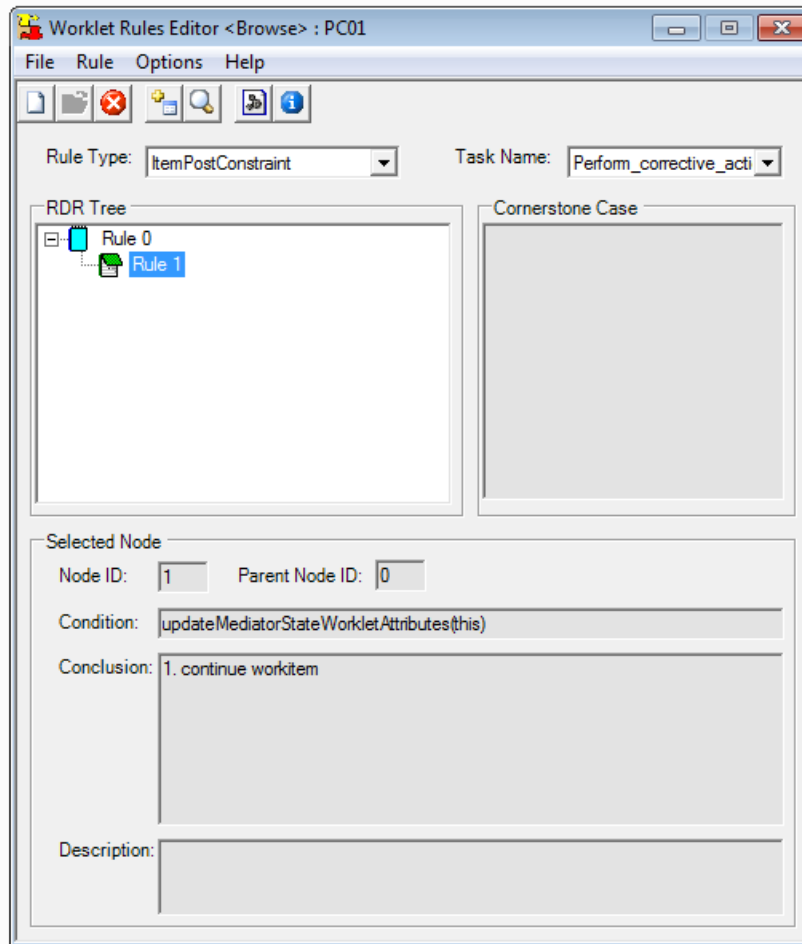 Worklet Rules Editor <Browse> : PC01
File Rule Options Help
Rule Type: ItemPostConstraint Task Name: Perform_corrective_acti
RDR Tree Cornerstone Case
Rule 0
Rule 1
Selected Node
Node ID: 1 Parent Node ID: 0
Condition: updateMediatorStateWorkletAttributes(this)
Conclusion: 1. continue workitem
Description: